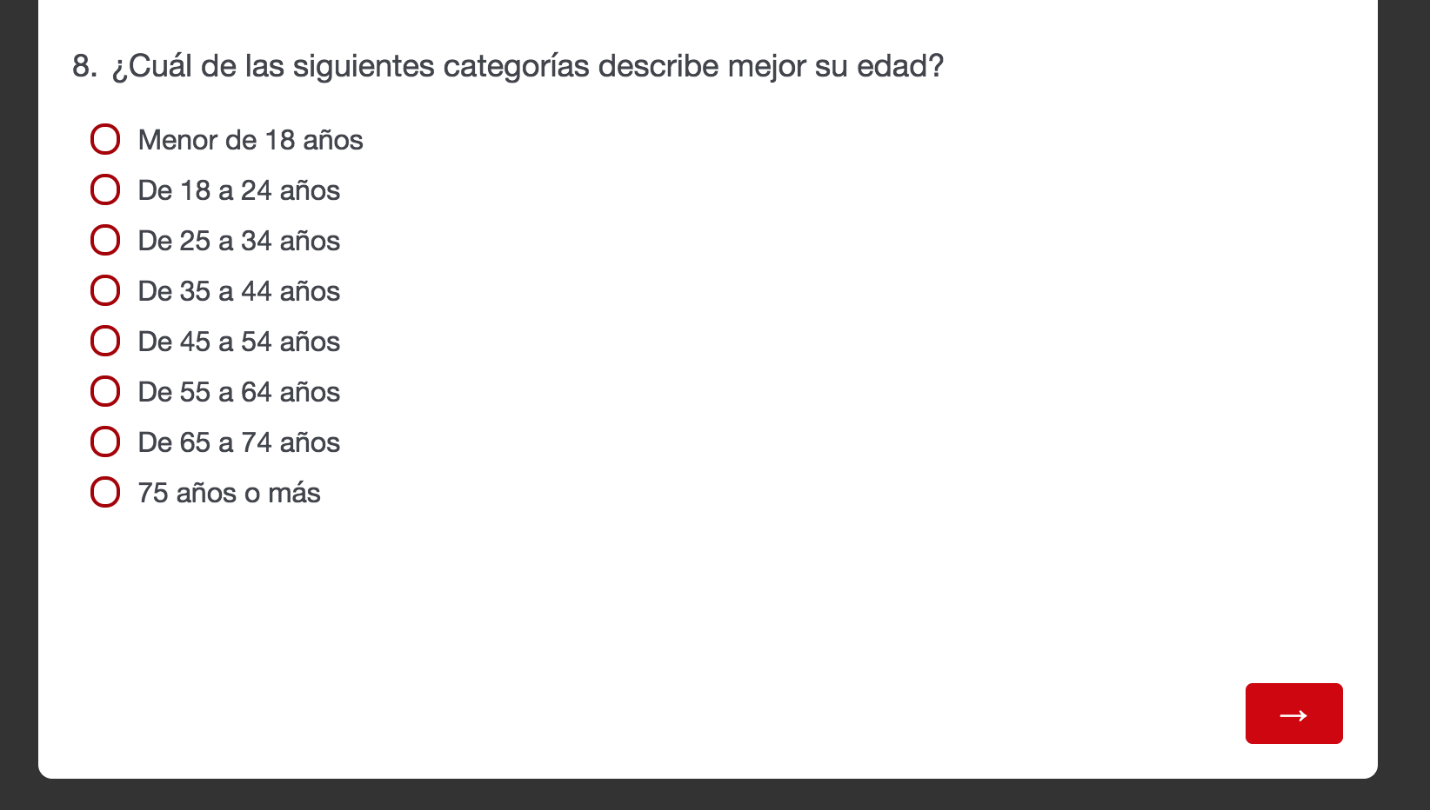 8. ¿Cuál de las siguientes categorías describe mejor su edad?
Menor de 18 años
De 18 a 24 años
De 25 a 34 años
De 35 a 44 años
De 45 a 54 años
De 55 a 64 años
De 65 a 74 años
75 años o más
→